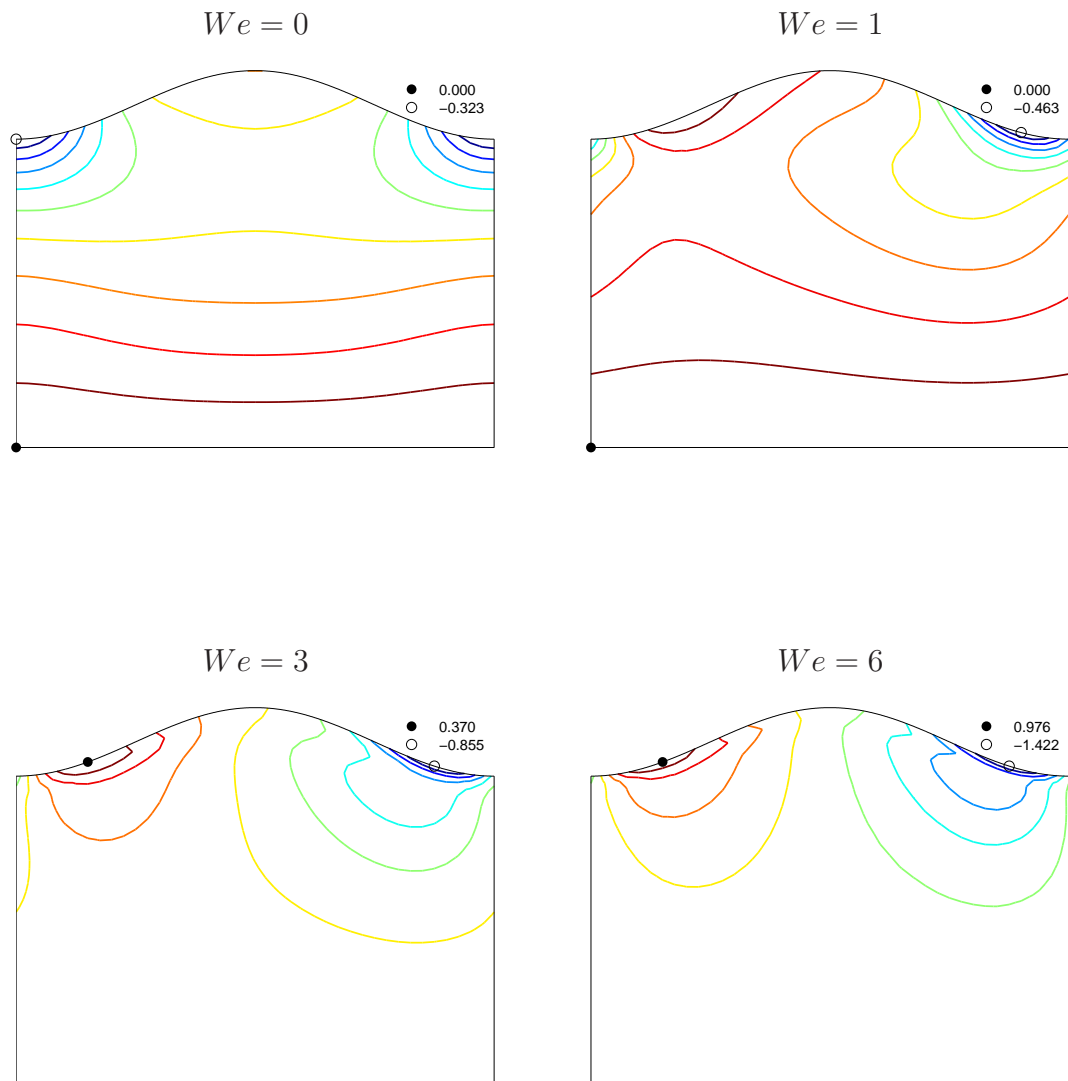 We = 0
0.000
−0.323
We = 1
0.000
−0.463
We = 3
0.370
−0.855
We = 6
0.976
−1.422